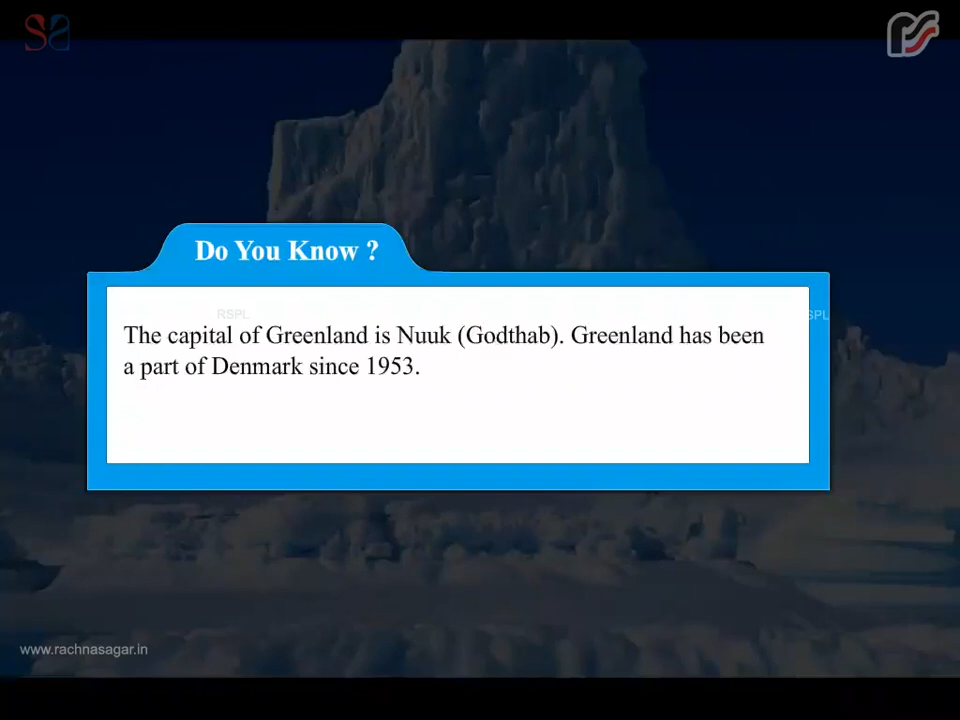 Do You Know ?
RSPL
SPL
The capital of Greenland is Nuuk (Godthab). Greenland has been
a part of Denmark since 1953.
www.rachnasagar.in